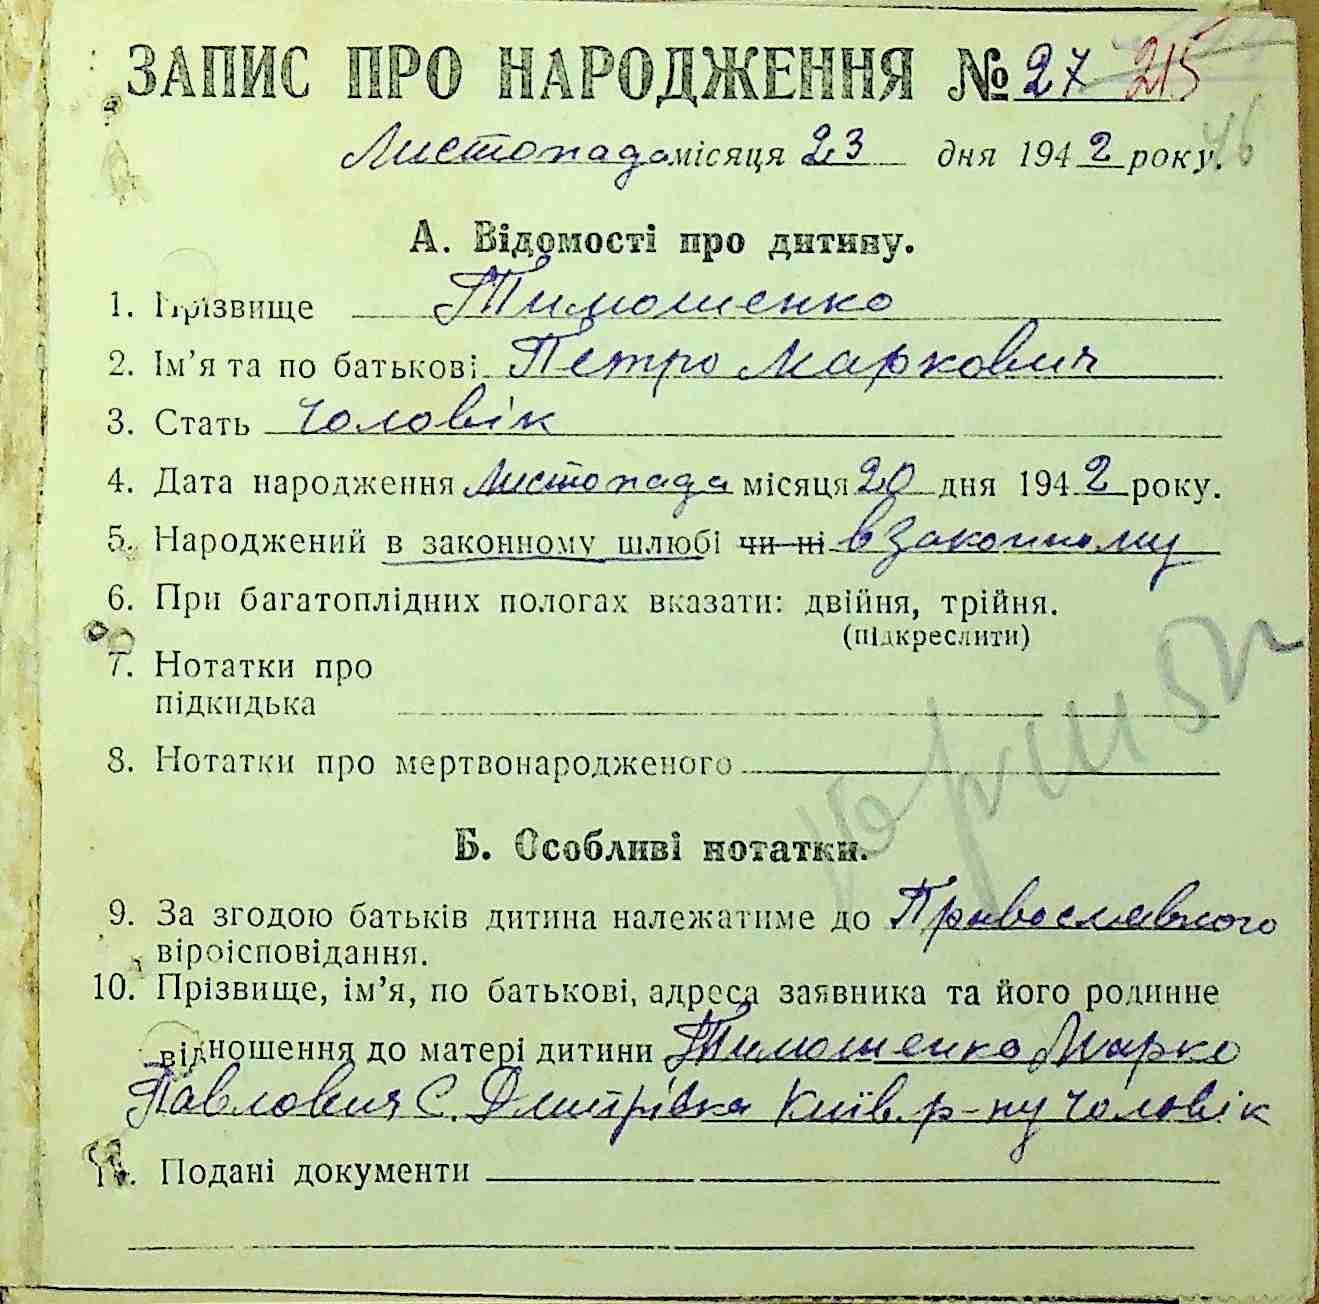 ЗАПИС ПРО НАРОДЖЕННЯ № 27 215
46
Листопада місяця 23 дня 1942 року.
А. Відомості про дитину.
1. Прізвище Тимошенко
2. Ім'я та по батькові Петро Маркович
3. Стать чоловік
4. Дата народження Листопада місяця 20 дня 1942 року.
5. Народжений в законному шлюбі чи ні в законному
6. При багатоплідних пологах вказати: двійня, трійня.
(підкреслити)
7. Нотатки про
підкидька
8. Нотатки про мертвонародженого
Б. Особливі нотатки.
9. За згодою батьків дитина належатиме до Православного
віроісповідання.
10. Прізвище, ім'я, по батькові, адреса заявника та його родинне
відношення до матері дитини Тимошенко Марко
Павлович С. Дмитрівка Київ р-ну чоловік
11. Подані документи